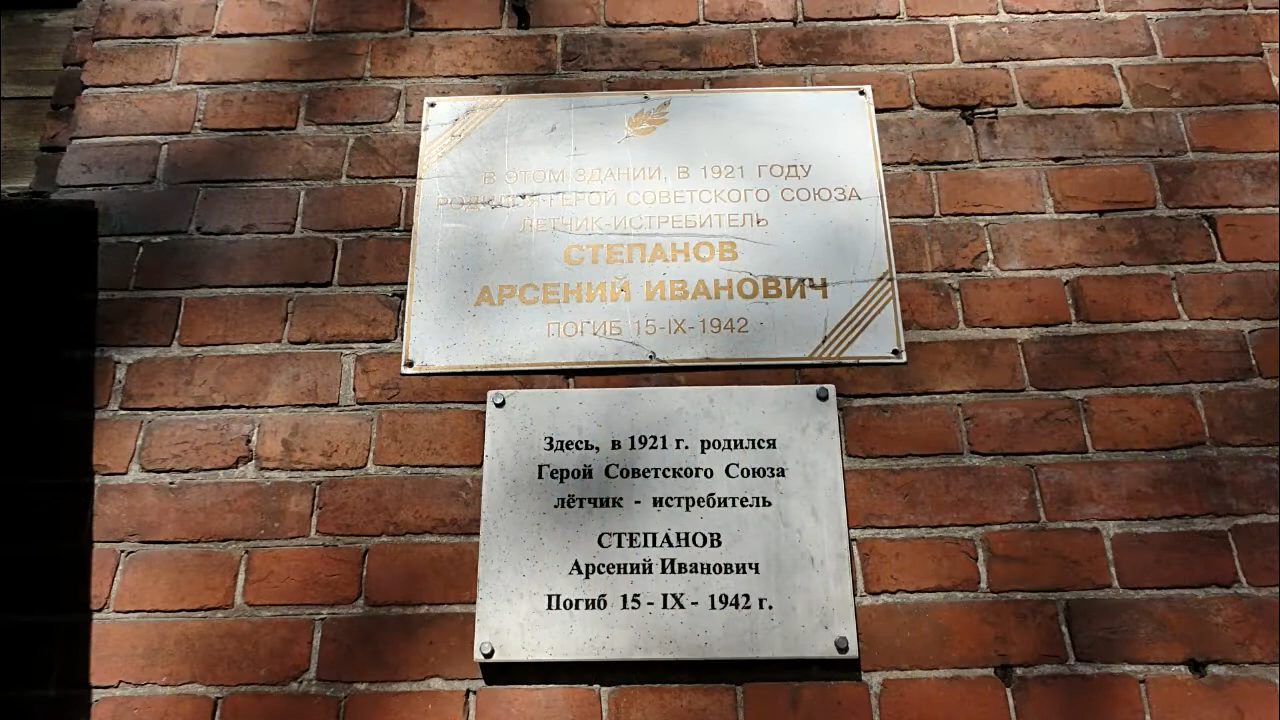 В ЭТОМ ЗДАНИИ, В 1921 ГОДУ
РОДИЛСЯ ГЕРОЙ СОВЕТСКОГО СОЮЗА
ЛЕТЧИК-ИСТРЕБИТЕЛЬ
СТЕПАНОВ
АРСЕНИЙ ИВАНОВИЧ
ПОГИБ 15-IX-1942
Здесь, в 1921 г. родился
Герой Советского Союза
лётчик - истребитель
СТЕПАНОВ
Арсений Иванович
Погиб 15 - IX - 1942 г.